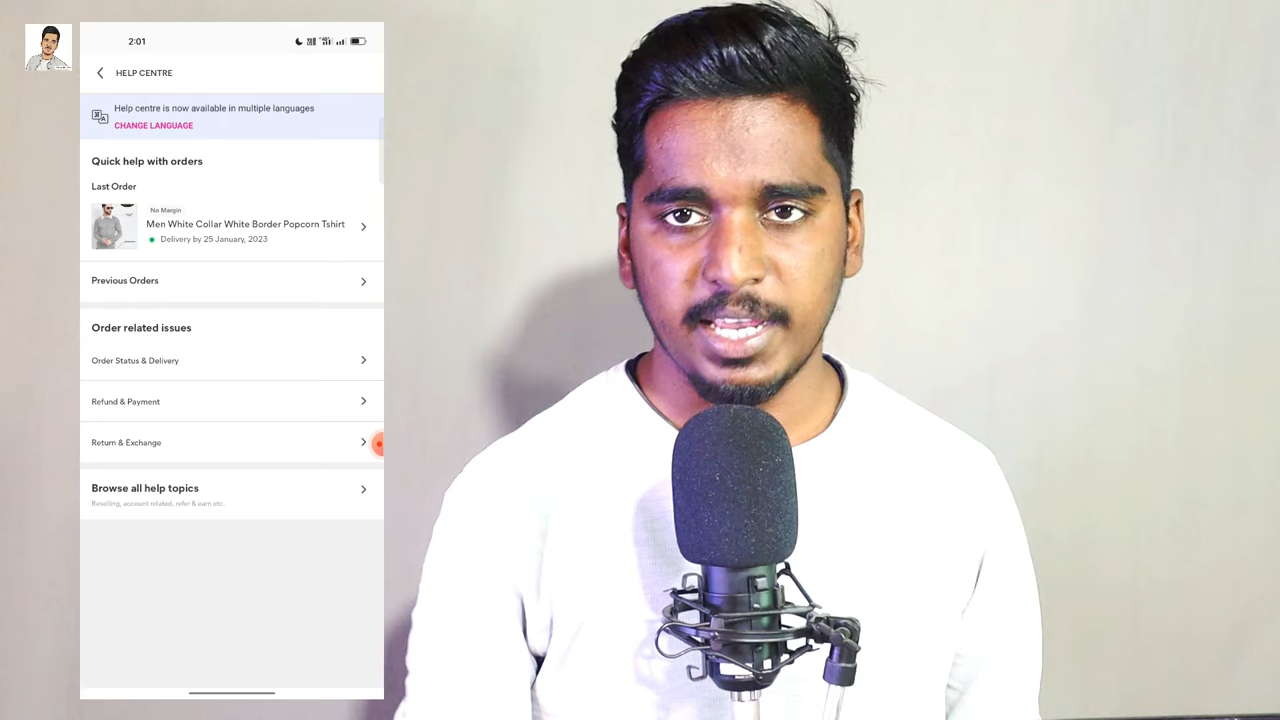 2:01
HELP CENTRE
Help centre is now available in multiple languages
CHANGE LANGUAGE
Quick help with orders
Last Order
No Margin
Men White Collar White Border Popcorn Tshirt
Delivery by 25 January, 2023
Previous Orders
Order related issues
Order Status & Delivery
Refund & Payment
Return & Exchange
Browse all help topics
Reselling, account related, refer & earn etc.